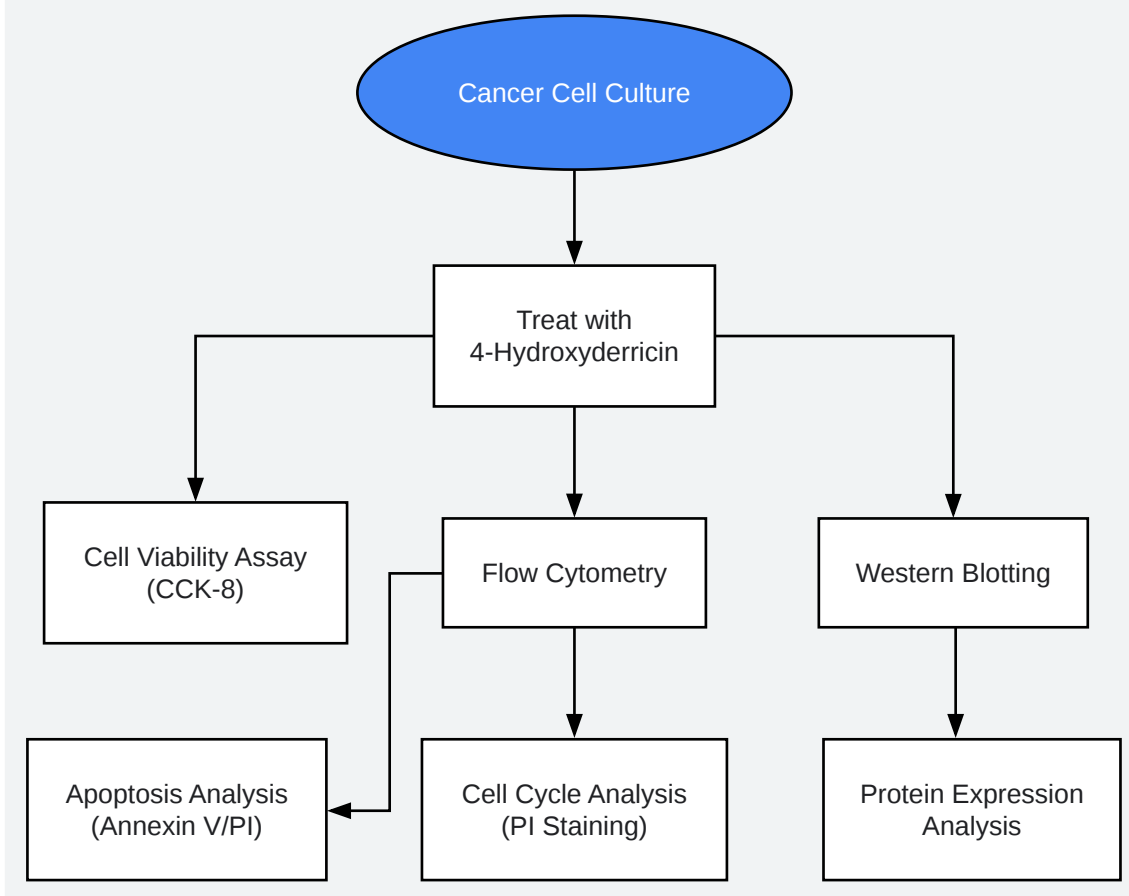 Cancer Cell Culture
Treat with
4-Hydroxyderricin
Cell Viability Assay
(CCK-8)
Flow Cytometry
Western Blotting
Apoptosis Analysis
(Annexin V/PI)
Cell Cycle Analysis
(PI Staining)
Protein Expression
Analysis